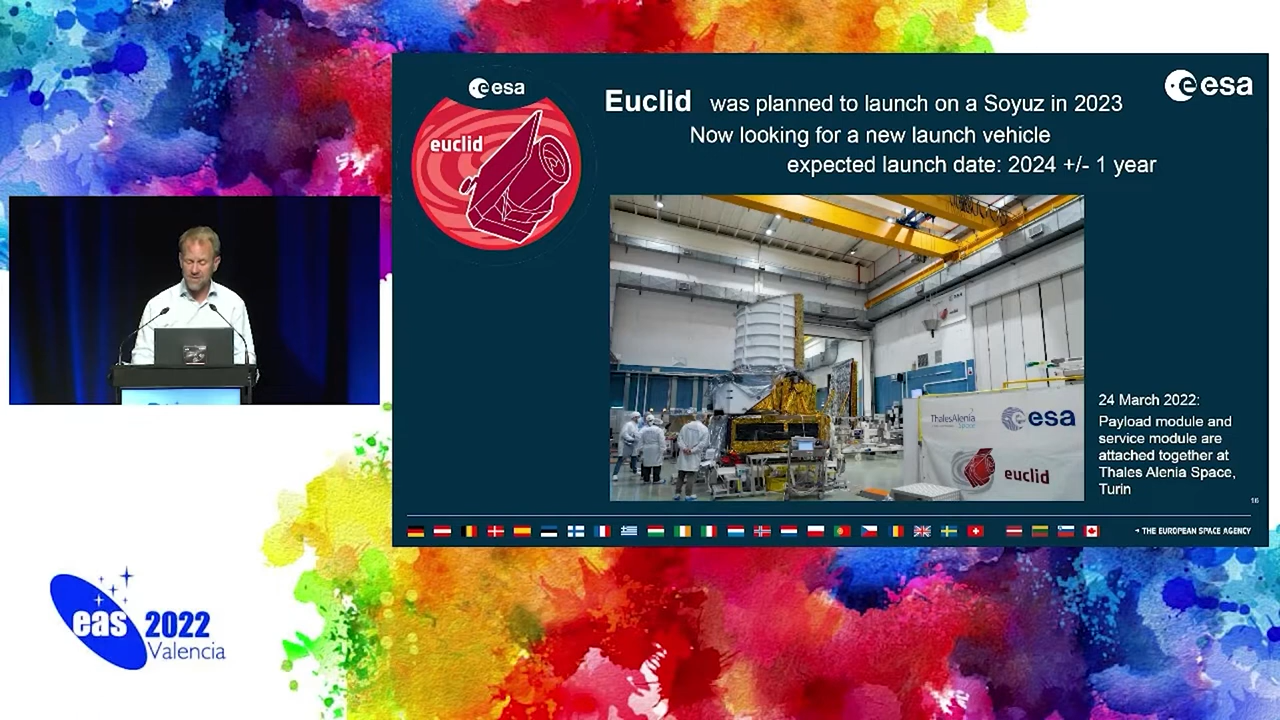 esa
euclid
esa
Euclid was planned to launch on a Soyuz in 2023
Now looking for a new launch vehicle
expected launch date: 2024 +/- 1 year
ThalesAlenia
Space
esa
euclid
24 March 2022:
Payload module and
service module are
attached together at
Thales Alenia Space,
Turin
16
THE EUROPEAN SPACE AGENCY
eas 2022
Valencia